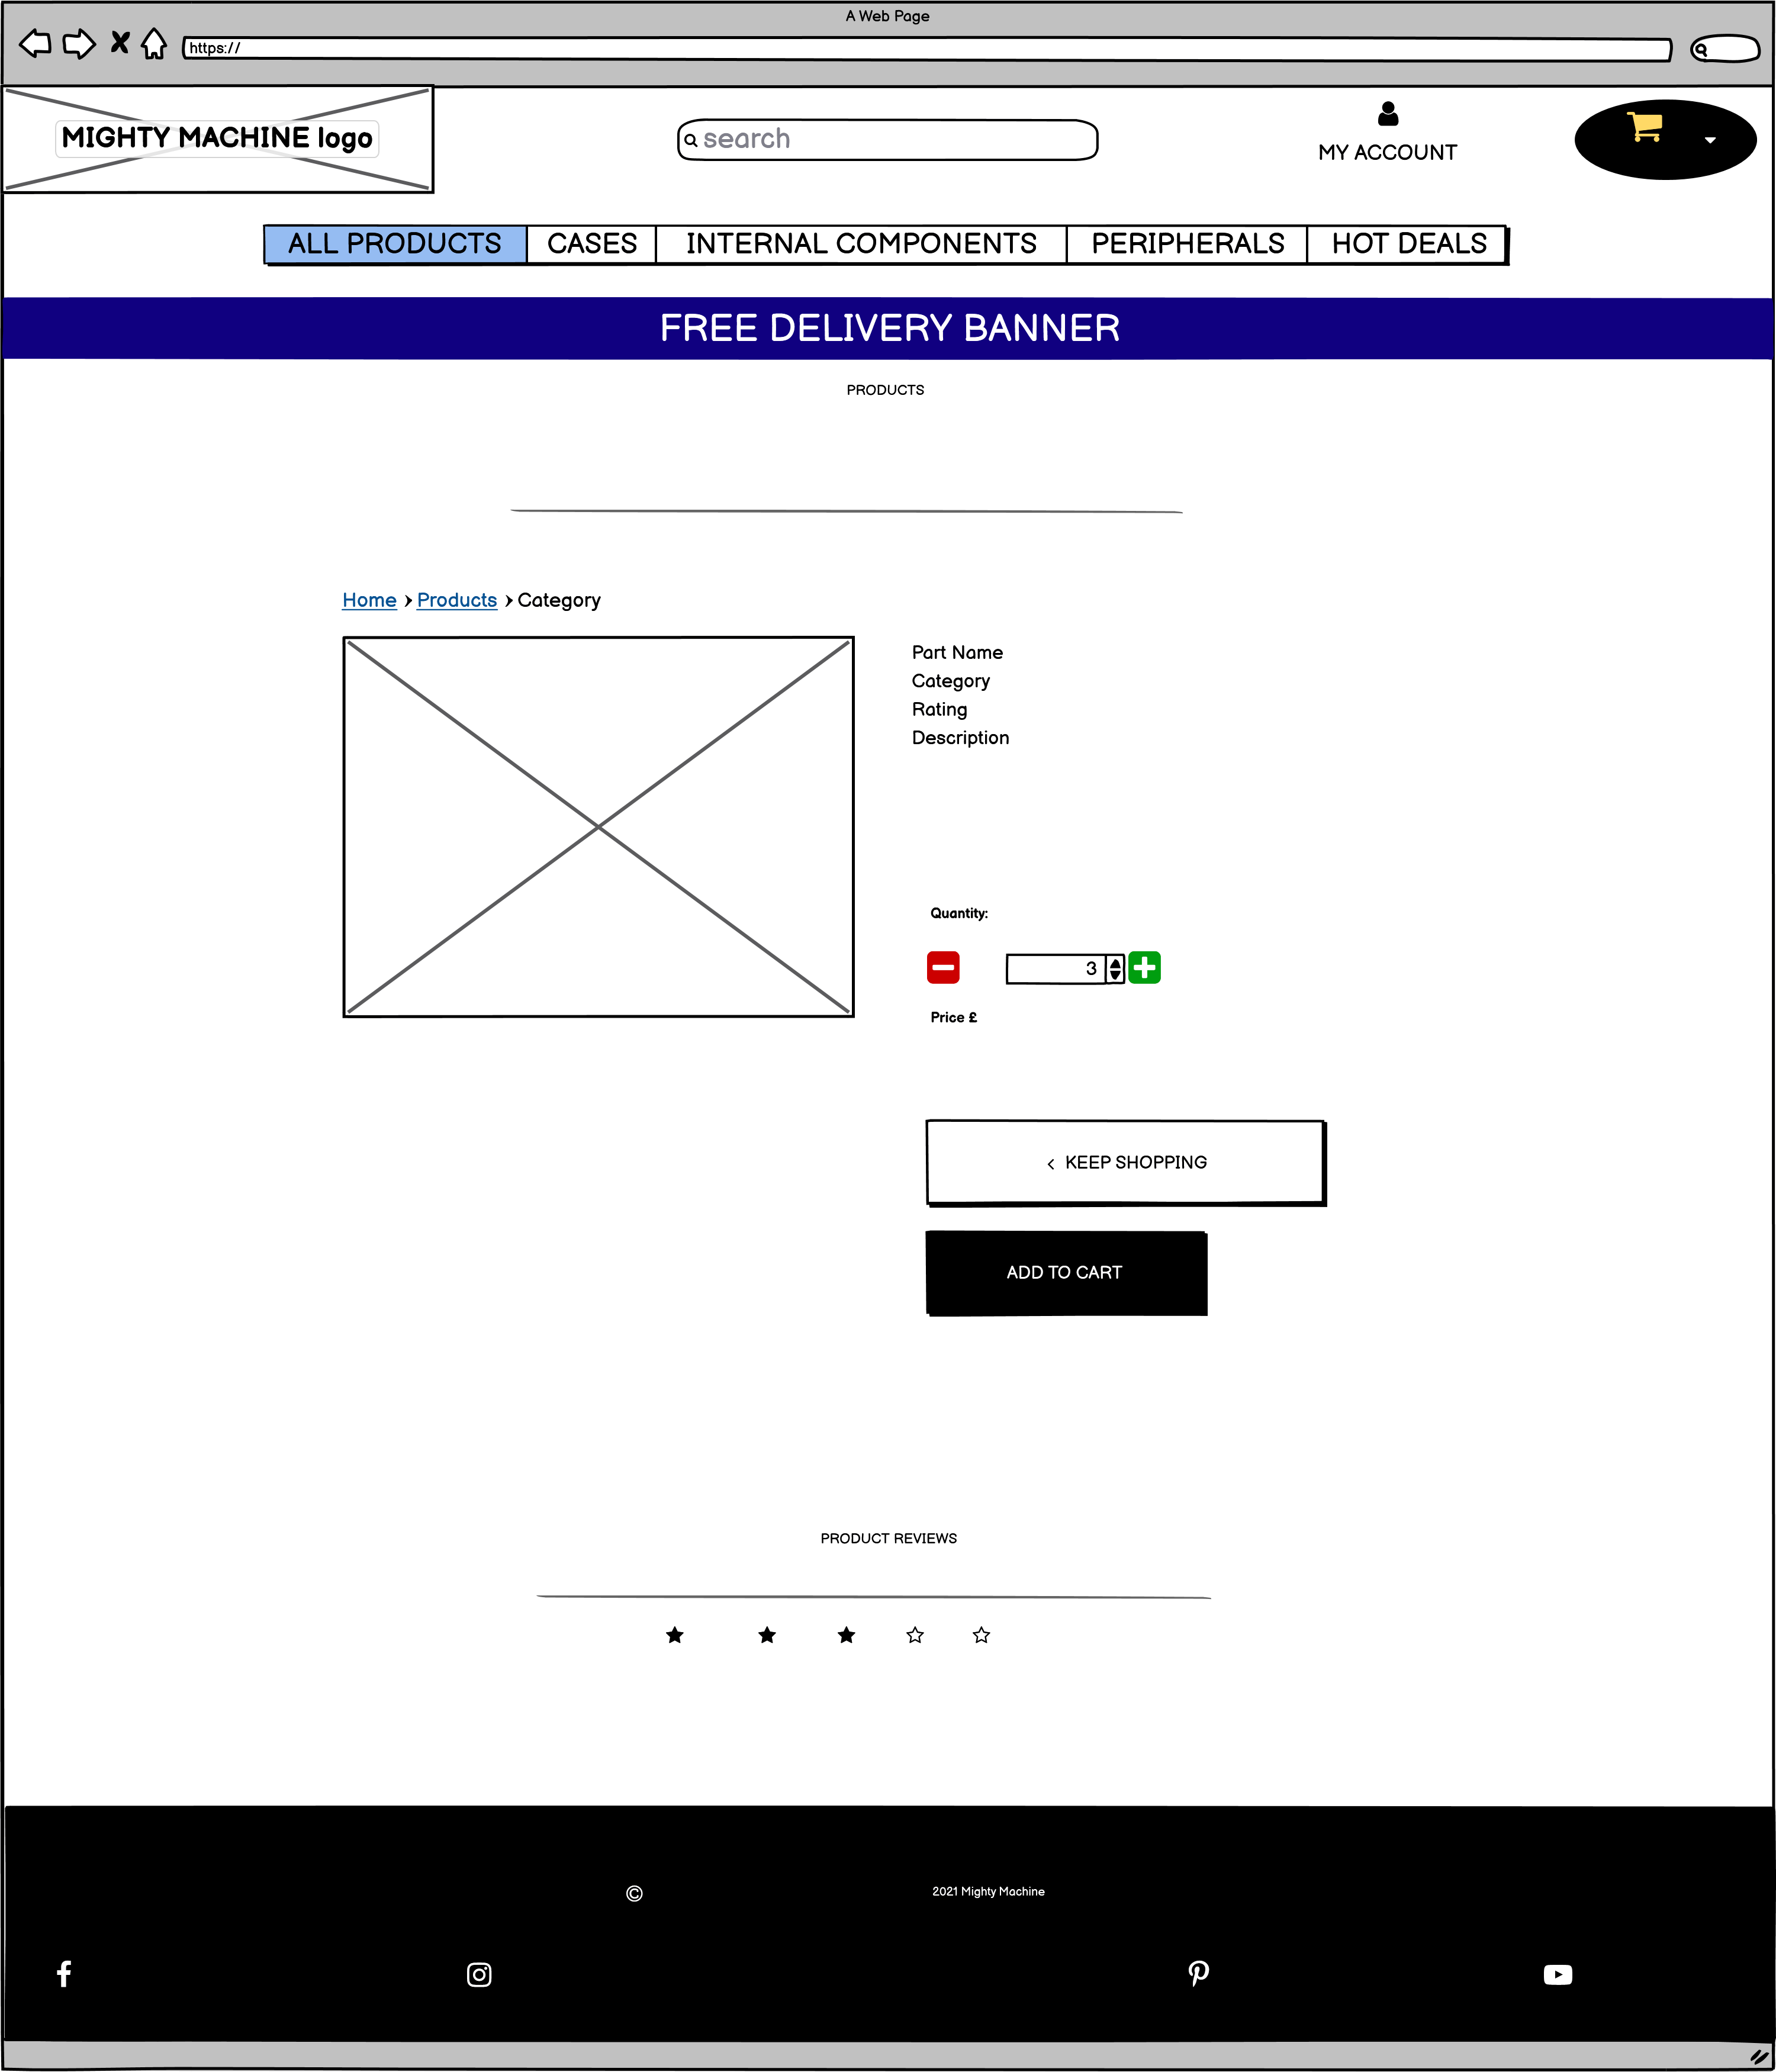 A Web Page
https://
MIGHTY MACHINE logo
search
MY ACCOUNT
ALL PRODUCTS CASES INTERNAL COMPONENTS PERIPHERALS HOT DEALS
FREE DELIVERY BANNER
PRODUCTS
Home Products Category
Part Name
Category
Rating
Description
Quantity:
3
Price £
KEEP SHOPPING
ADD TO CART
PRODUCT REVIEWS
© 2021 Mighty Machine